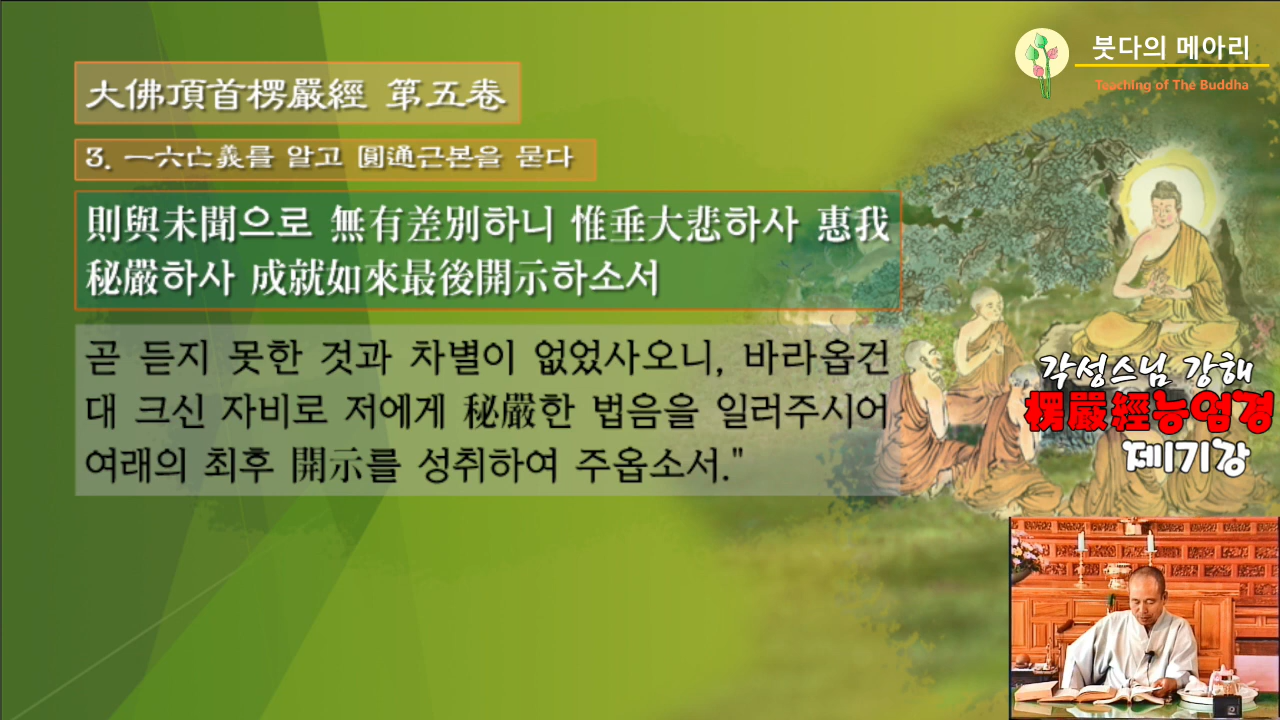 大佛頂首楞嚴經 第五卷
3. 一六亡義를 알고 圓通근본을 묻다
則與未聞으로 無有差別하니 惟垂大悲하사 惠我
秘嚴하사 成就如來最後開示하소서
곧 듣지 못한 것과 차별이 없었사오니, 바라옵건
대 크신 자비로 저에게 秘嚴한 법음을 일러주시어
여래의 최후 開示를 성취하여 주옵소서."
붓다의 메아리
Teaching of The Buddha
각성스님 강해
楞嚴經능엄경
제17강